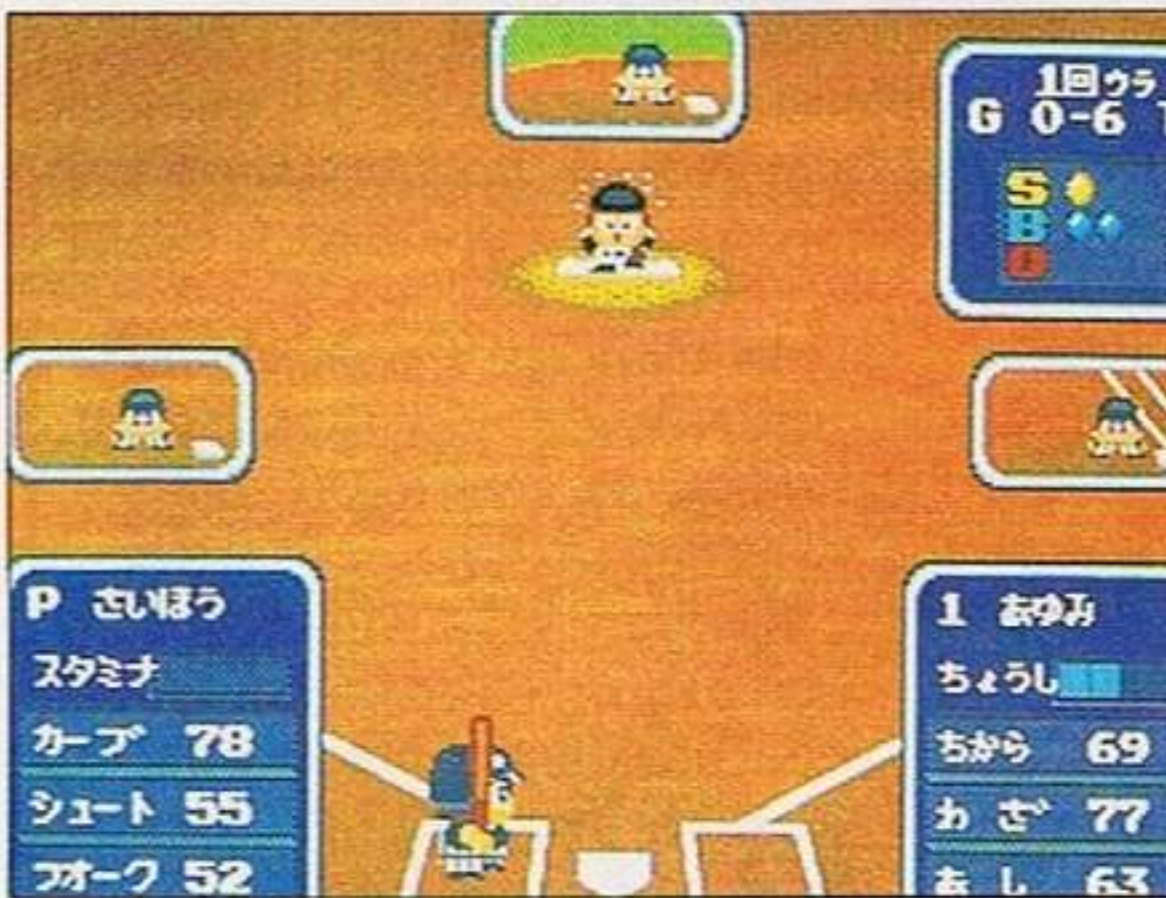 1回ウラ
G 0-6
S
B
P さいほう
スタミナ
カーブ 78
シュート 55
フォーク 52
1 あゆみ
ちょうし
ちから 69
わざ 77
あし 63